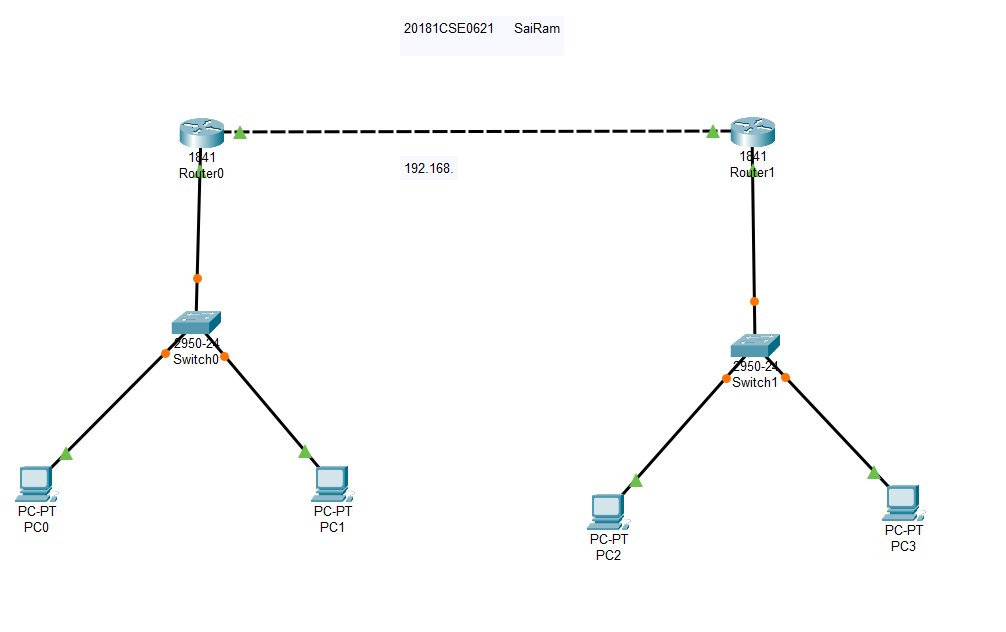 20181CSE0621 SaiRam
1841
Router0
1841
Router1
192.168.
2950-24
Switch0
2950-24
Switch1
PC-PT
PC0
PC-PT
PC1
PC-PT
PC2
PC-PT
PC3